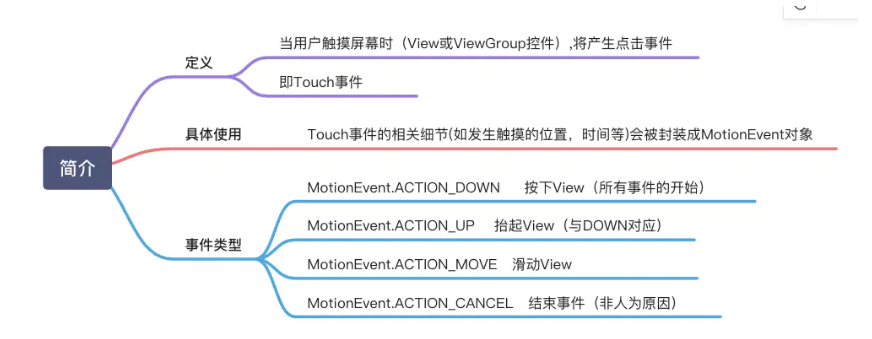 简介
定义
当用户触摸屏幕时（View或ViewGroup控件）,将产生点击事件
即Touch事件
具体使用
Touch事件的相关细节(如发生触摸的位置，时间等)会被封装成MotionEvent对象
事件类型
MotionEvent.ACTION_DOWN 按下View（所有事件的开始）
MotionEvent.ACTION_UP 抬起View（与DOWN对应）
MotionEvent.ACTION_MOVE 滑动View
MotionEvent.ACTION_CANCEL 结束事件（非人为原因）